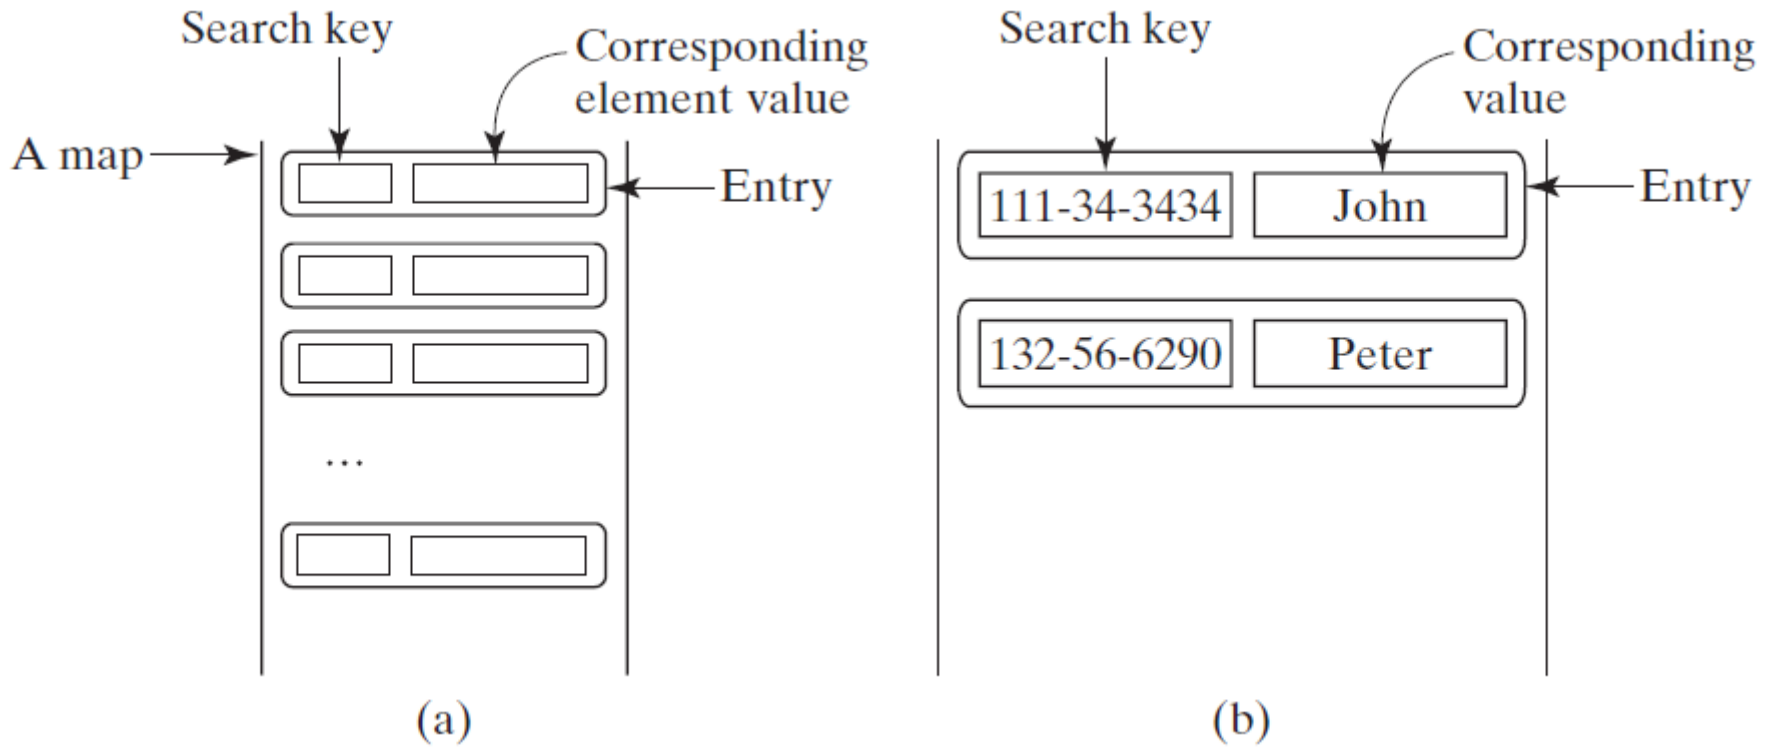 Search key
Corresponding
element value
A map
Entry
...
(a)
Search key
Corresponding
value
111-34-3434 John
Entry
132-56-6290 Peter
(b)